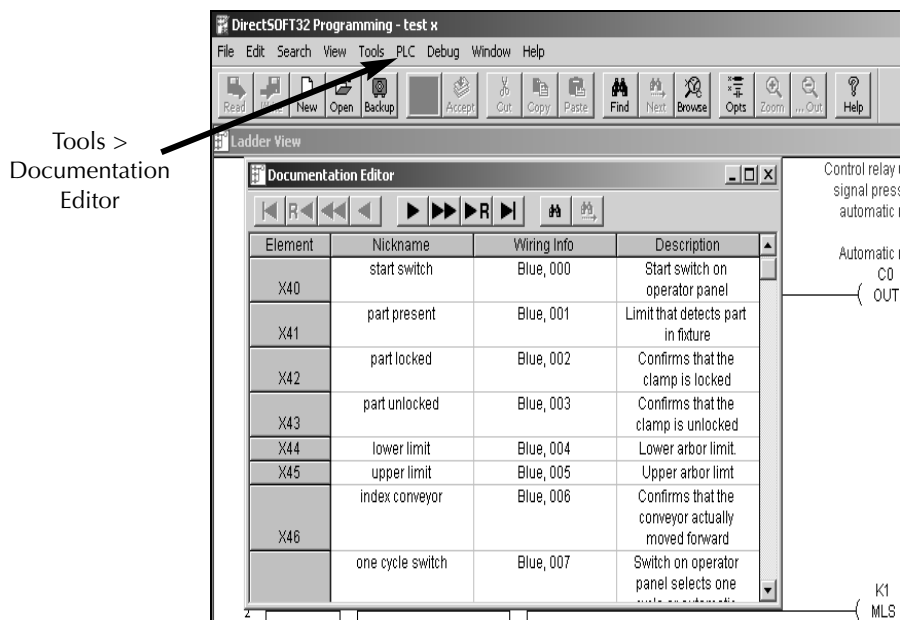 DirectSOFT32 Programming - test x
File Edit Search View Tools PLC Debug Window Help
Read Write New Open Backup Accept Cut Copy Paste Find Next Browse Opts Zoom ... Out Help
Ladder View
Tools >
Documentation
Editor
Documentation Editor
R R
Element Nickname Wiring Info Description
X40 start switch Blue, 000 Start switch on
operator panel
X41 part present Blue, 001 Limit that detects part
in fixture
X42 part locked Blue, 002 Confirms that the
clamp is locked
X43 part unlocked Blue, 003 Confirms that the
clamp is unlocked
X44 lower limit Blue, 004 Lower arbor limit.
X45 upper limit Blue, 005 Upper arbor limt
X46 index conveyor Blue, 006 Confirms that the
conveyor actually
moved forward
one cycle switch Blue, 007 Switch on operator
panel selects one
Control relay
signal
automatic
Automatic
C0
OUT
K1
MLS
2